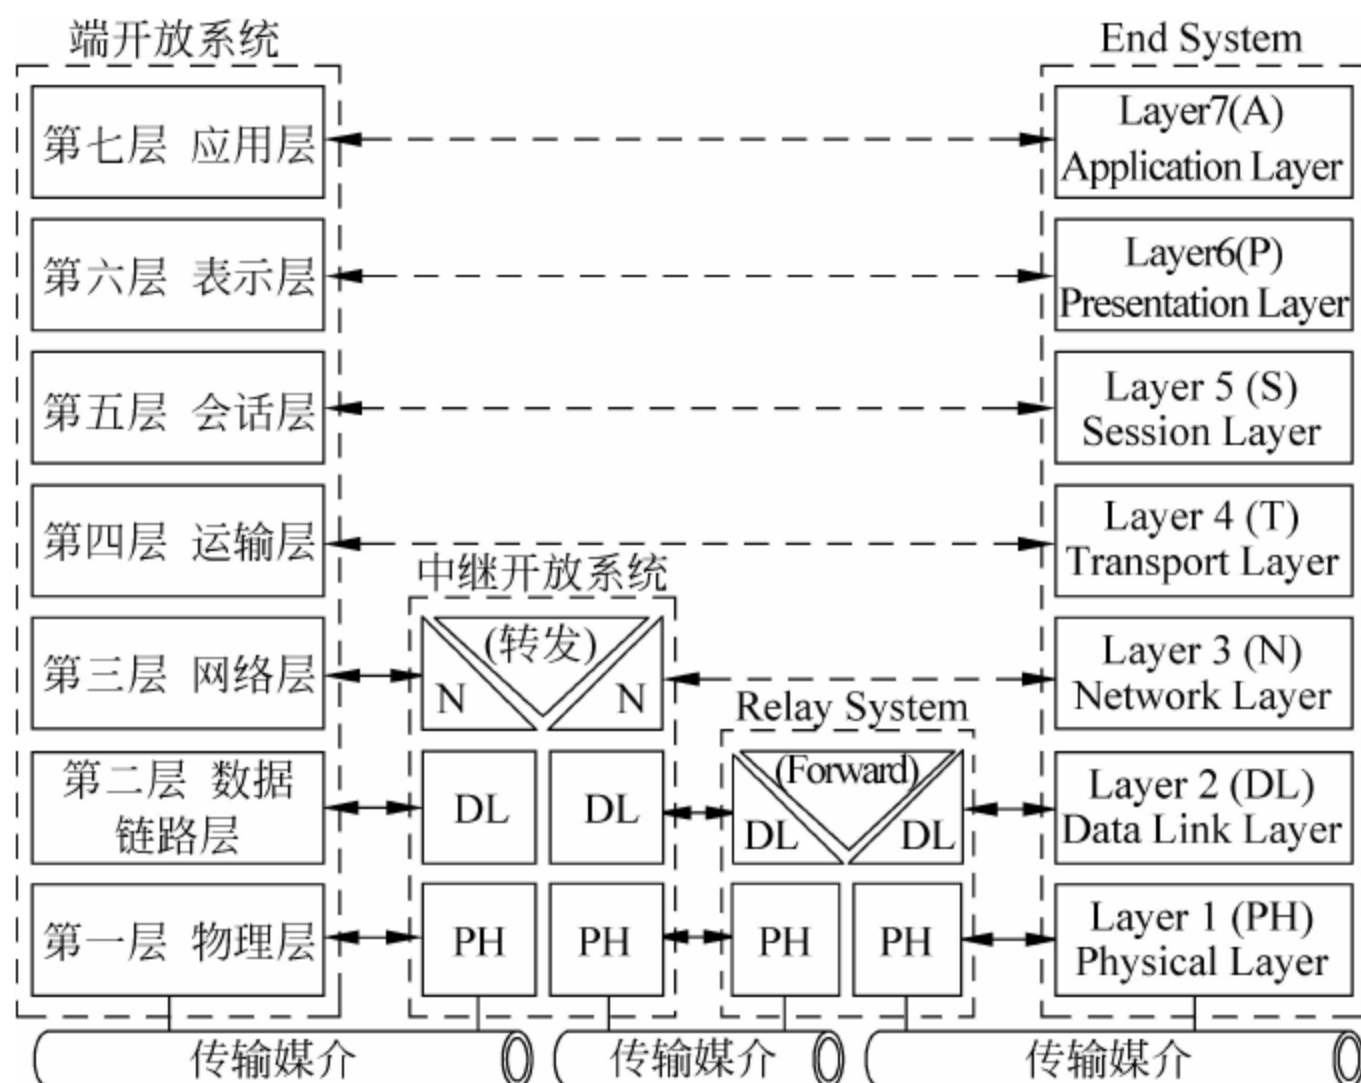 端开放系统
End System
第七层 应用层
Layer7(A)
Application Layer
第六层 表示层
Layer6(P)
Presentation Layer
第五层 会话层
Layer 5 (S)
Session Layer
第四层 运输层
Layer 4 (T)
Transport Layer
中继开放系统
第三层 网络层
(转发)
N
N
Layer 3 (N)
Network Layer
Relay System
第二层 数据
链路层
DL
DL
(Forward)
DL
DL
Layer 2 (DL)
Data Link Layer
第一层 物理层
PH
PH
PH
PH
Layer 1 (PH)
Physical Layer
传输媒介
传输媒介
传输媒介